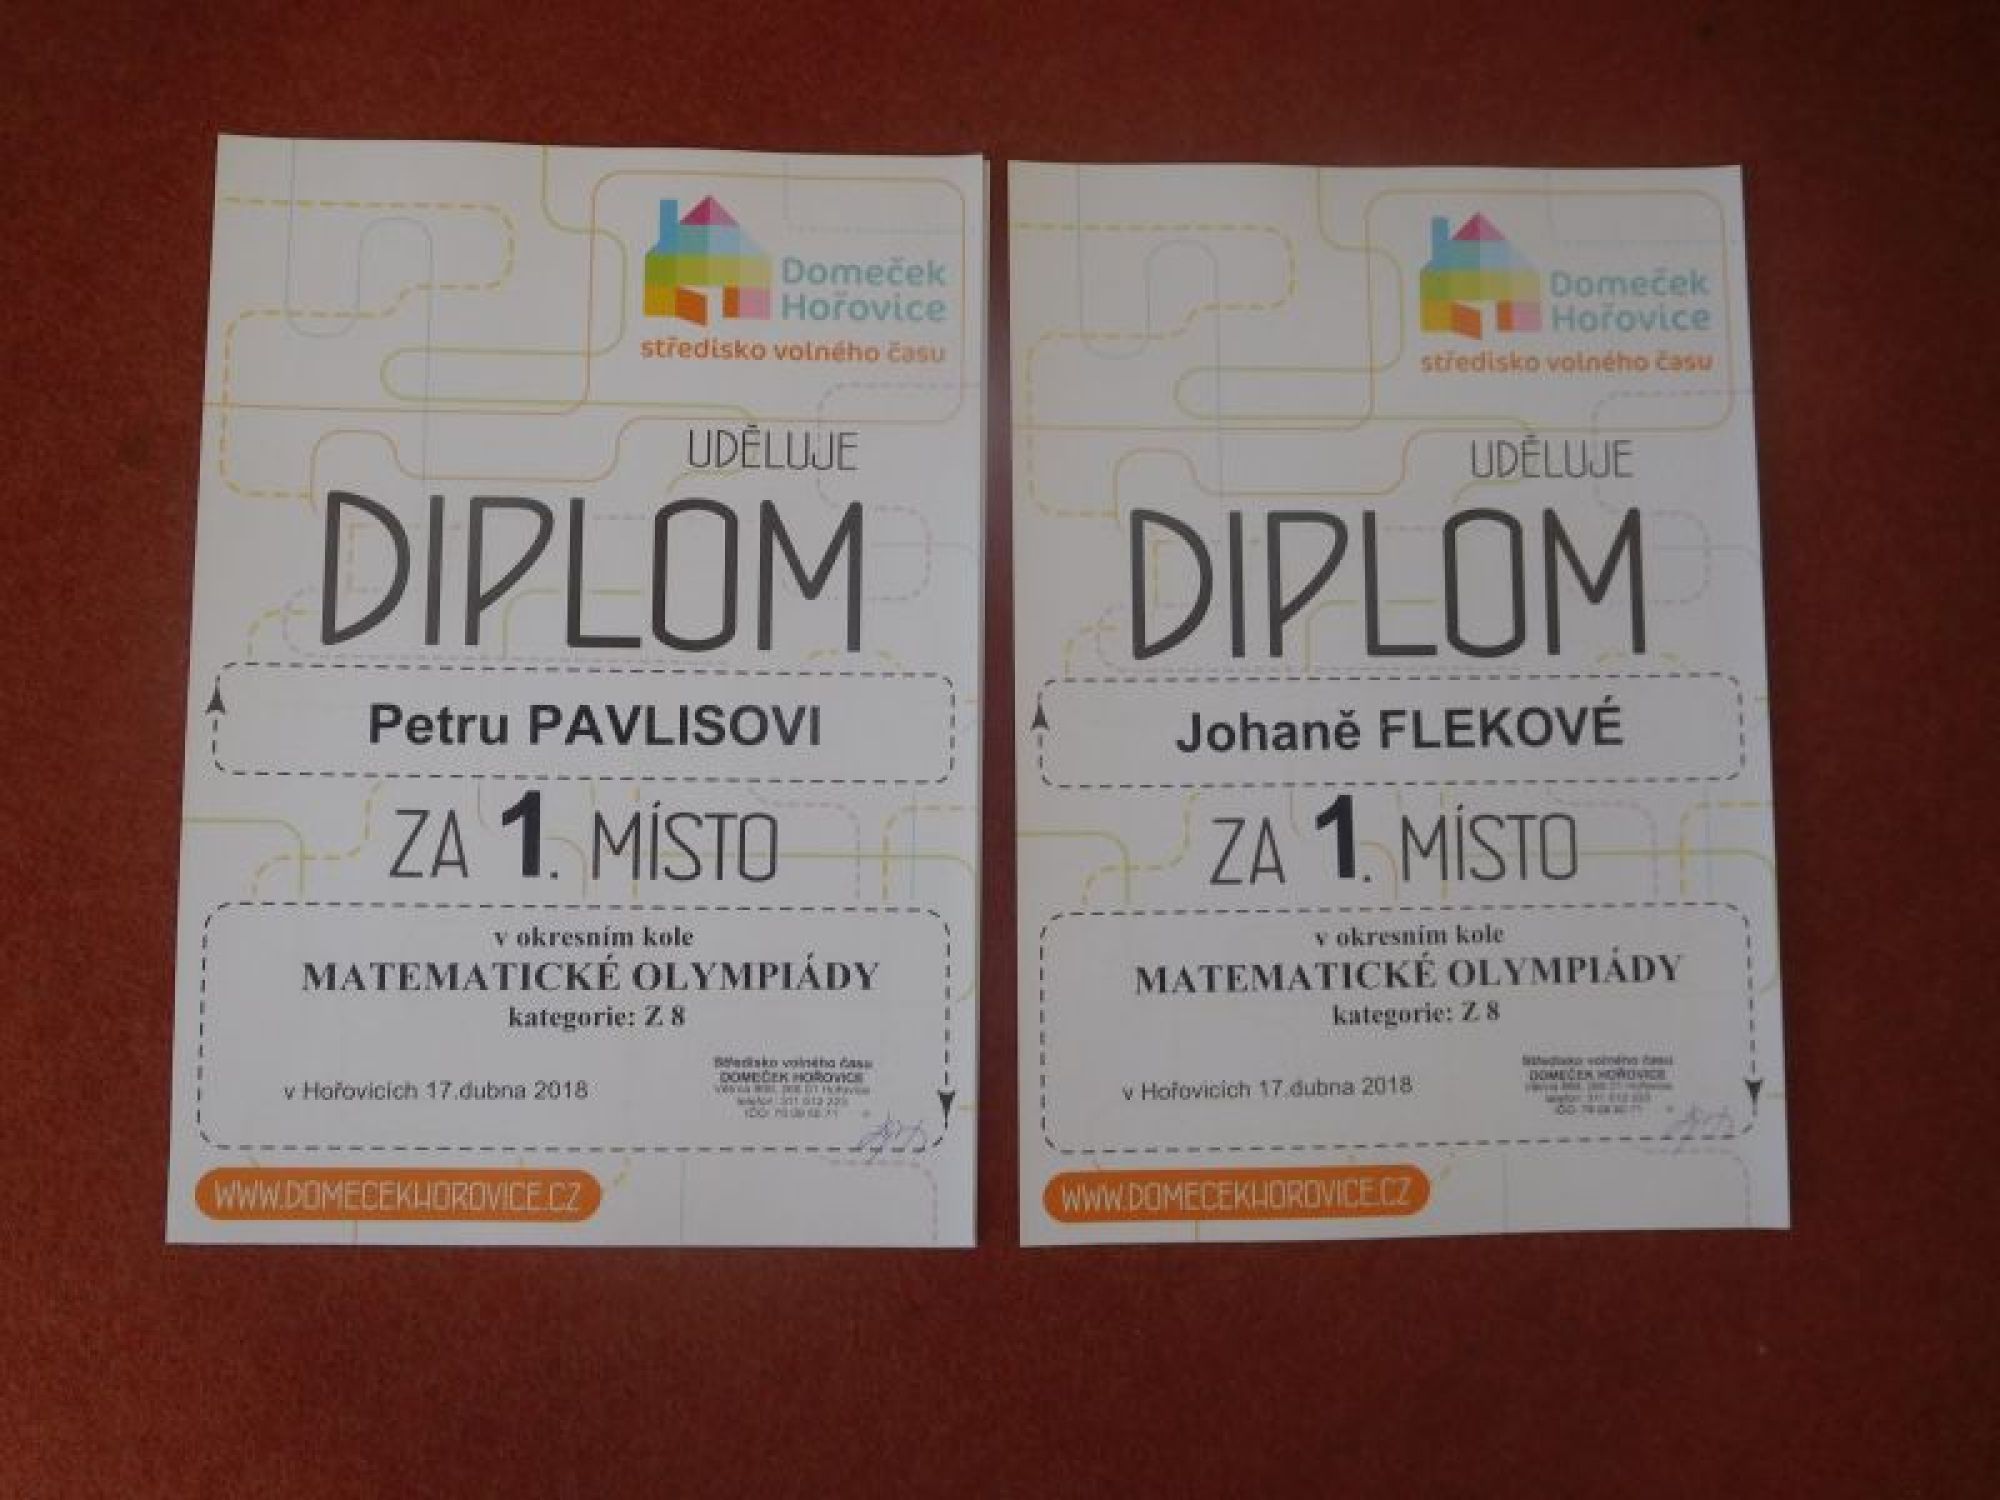 Domeček
Hořovice
středisko volného času
UDĚLUJE
DIPLOM
Petru PAVLISOVI
ZA 1. MÍSTO
v okresním kole
MATEMATICKÉ OLYMPIÁDY
kategorie: Z 8
v Hořovicích 17.dubna 2018
Středisko volného času
DOMEČEK HOŘOVICE
WWW.DOMECEKHOROVICE.CZ
Domeček
Hořovice
středisko volného času
UDĚLUJE
DIPLOM
Johaně FLEKOVÉ
ZA 1. MÍSTO
v okresním kole
MATEMATICKÉ OLYMPIÁDY
kategorie: Z 8
v Hořovicích 17.dubna 2018
Středisko volného času
DOMEČEK HOŘOVICE
WWW.DOMECEKHOROVICE.CZ